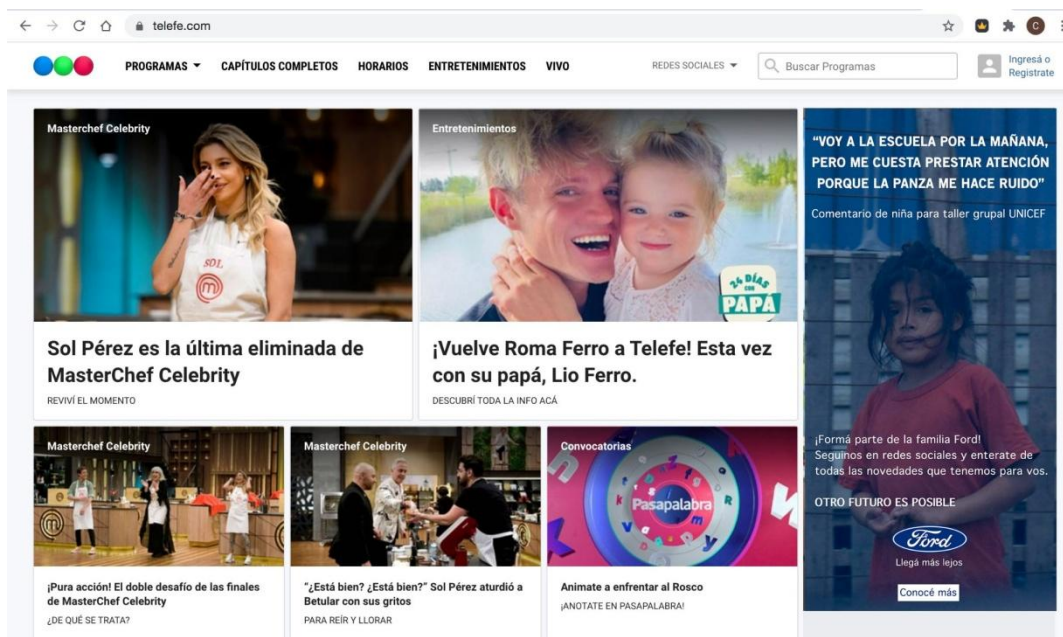 telefe.com
C
PROGRAMAS
CAPÍTULOS COMPLETOS
HORARIOS
ENTRETENIMIENTOS
VIVO
REDES SOCIALES
Buscar Programas
Ingresá o
Registrate
Masterchef Celebrity
SOL
Sol Pérez es la última eliminada de
MasterChef Celebrity
REVIVÍ EL MOMENTO
Entretenimientos
24 DÍAS
CON
PAPÁ
¡Vuelve Roma Ferro a Telefe! Esta vez
con su papá, Lio Ferro.
DESCUBRÍ TODA LA INFO ACÁ
Masterchef Celebrity
¡Pura acción! El doble desafío de las finales
de MasterChef Celebrity
¿DE QUÉ SE TRATA?
Masterchef Celebrity
"¿Está bien? ¿Está bien?" Sol Pérez aturdió a
Betular con sus gritos
PARA REÍR Y LLORAR
Convocatorias
Pasapalabra
Animate a enfrentar al Rosco
¡ANOTATE EN PASAPALABRA!
“VOY A LA ESCUELA POR LA MAÑANA,
PERO ME CUESTA PRESTAR ATENCIÓN
PORQUE LA PANZA ME HACE RUIDO”
Comentario de niña para taller grupal UNICEF
¡Formá parte de la familia Ford!
Seguinos en redes sociales y enterate de
todas las novedades que tenemos para vos.
OTRO FUTURO ES POSIBLE
Ford
Llegá más lejos
Conocé más